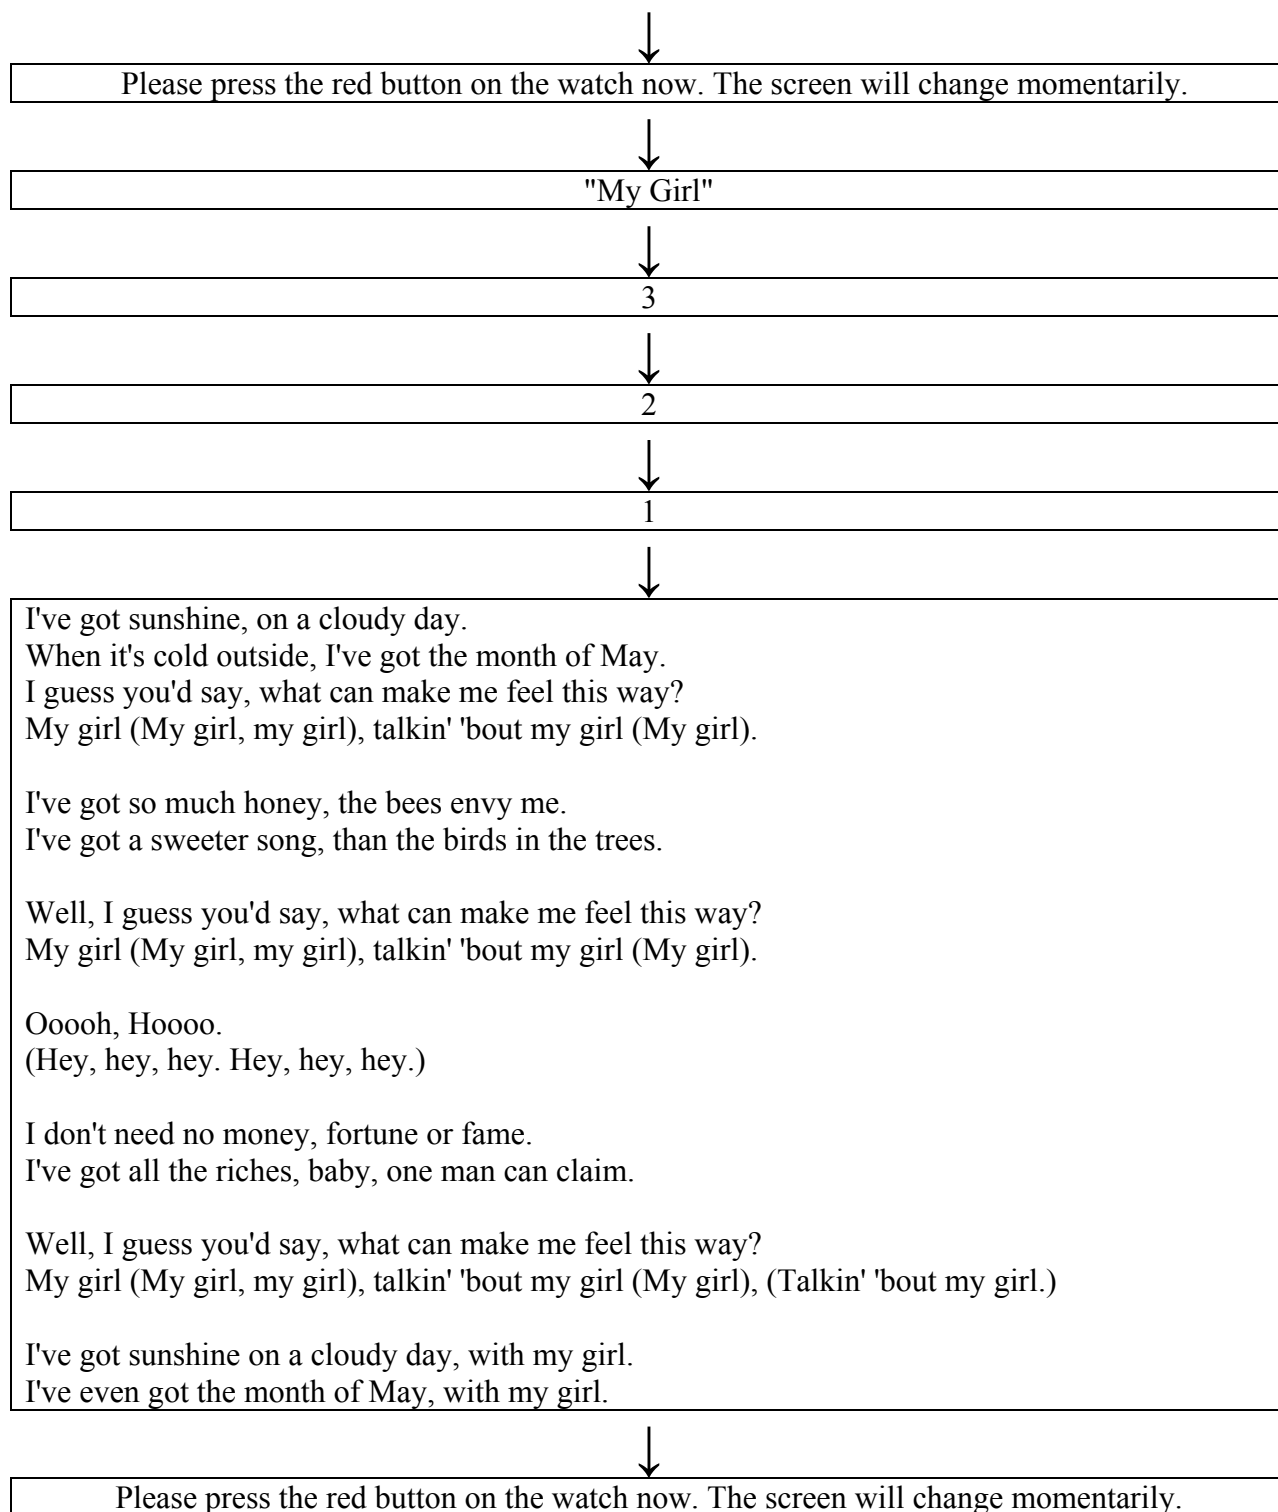 Please press the red button on the watch now. The screen will change momentarily.
"My Girl"
3
2
1
I've got sunshine, on a cloudy day.
When it's cold outside, I've got the month of May.
I guess you'd say, what can make me feel this way?
My girl (My girl, my girl), talkin' 'bout my girl (My girl).
I've got so much honey, the bees envy me.
I've got a sweeter song, than the birds in the trees.
Well, I guess you'd say, what can make me feel this way?
My girl (My girl, my girl), talkin' 'bout my girl (My girl).
Ooooh, Hoooo.
(Hey, hey, hey. Hey, hey, hey.)
I don't need no money, fortune or fame.
I've got all the riches, baby, one man can claim.
Well, I guess you'd say, what can make me feel this way?
My girl (My girl, my girl), talkin' 'bout my girl (My girl), (Talkin' 'bout my girl.)
I've got sunshine on a cloudy day, with my girl.
I've even got the month of May, with my girl.
Please press the red button on the watch now. The screen will change momentarily.